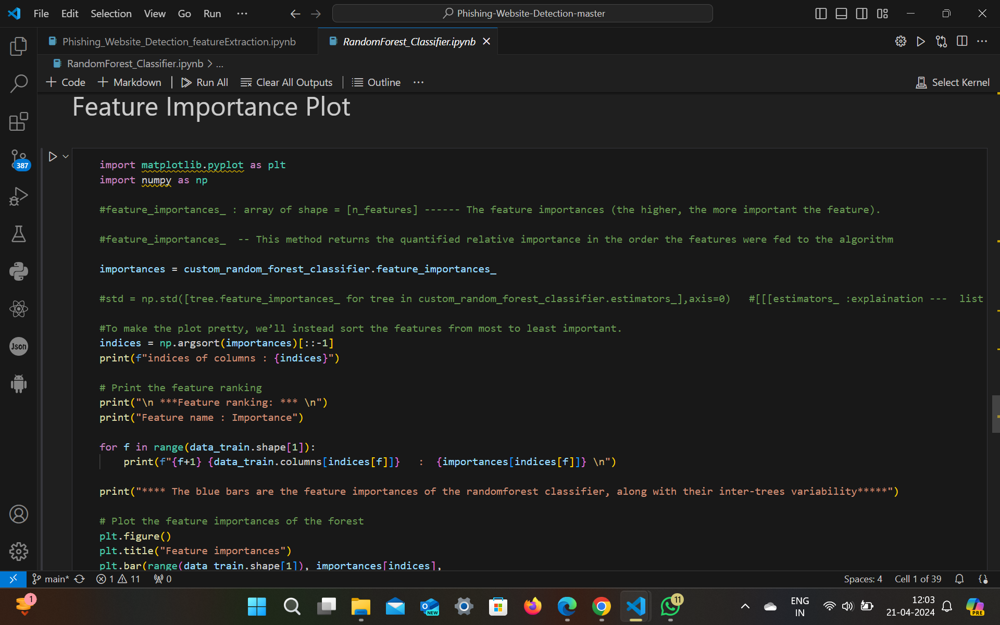 File Edit Selection View Go Run ···
Phishing-Website-Detection-master
Phishing_Website_Detection_featureExtraction.ipynb
RandomForest_Classifier.ipynb
RandomForest_Classifier.ipynb > ...
+ Code + Markdown | Run All Clear All Outputs | Outline ···
Select Kernel
Feature Importance Plot
387
import matplotlib.pyplot as plt
import numpy as np
#feature_importances_ : array of shape = [n_features] ------ The feature importances (the higher, the more important the feature).
#feature_importances_  -- This method returns the quantified relative importance in the order the features were fed to the algorithm
importances = custom_random_forest_classifier.feature_importances_
#std = np.std([tree.feature_importances_ for tree in custom_random_forest_classifier.estimators_],axis=0)   #[[[estimators_ :explaination ---  list
#To make the plot pretty, we’ll instead sort the features from most to least important.
indices = np.argsort(importances)[::-1]
print(f"indices of columns : {indices}")
# Print the feature ranking
print("\n ***Feature ranking: *** \n")
print("Feature name : Importance")
for f in range(data_train.shape[1]):
    print(f"{f+1} {data_train.columns[indices[f]]}   :  {importances[indices[f]]} \n")
print("**** The blue bars are the feature importances of the randomforest classifier, along with their inter-trees variability*****")
# Plot the feature importances of the forest
plt.figure()
plt.title("Feature importances")
plt.bar(range(data_train.shape[1]), importances[indices],
Json
main* 1 11 0
Spaces: 4 Cell 1 of 39
1
NEW
11
ENG
IN
12:03
21-04-2024
PRE